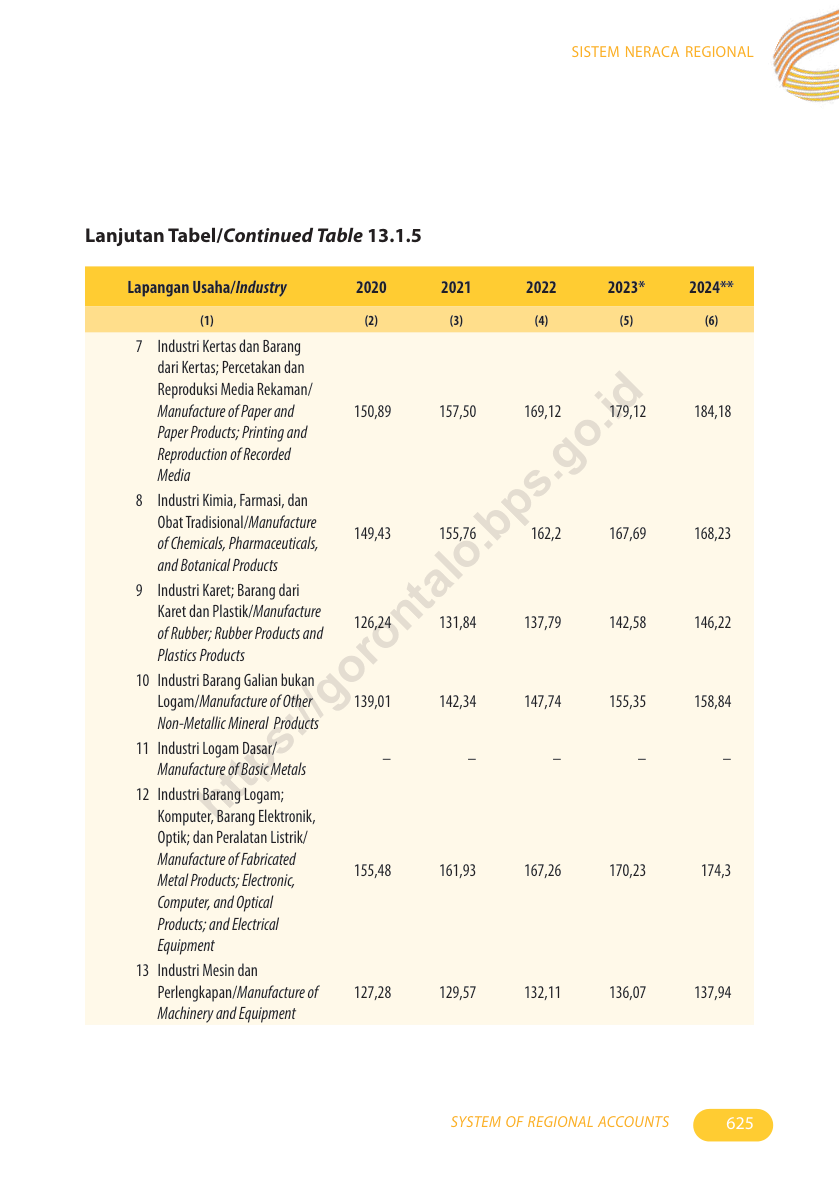 SISTEM NERACA REGIONAL
Lanjutan Tabel/Continued Table 13.1.5
Lapangan Usaha/Industry 2020 2021 2022 2023* 2024**
(1) (2) (3) (4) (5) (6)
7 Industri Kertas dan Barang
dari Kertas; Percetakan dan
Reproduksi Media Rekaman/
Manufacture of Paper and 150,89 157,50 169,12 179,12 184,18
Paper Products; Printing and
Reproduction of Recorded
Media
8 Industri Kimia, Farmasi, dan
Obat Tradisional/Manufacture
of Chemicals, Pharmaceuticals, 149,43 155,76 162,2 167,69 168,23
and Botanical Products
9 Industri Karet; Barang dari
Karet dan Plastik/Manufacture
of Rubber; Rubber Products and 126,24 131,84 137,79 142,58 146,22
Plastics Products
10 Industri Barang Galian bukan
Logam/Manufacture of Other 139,01 142,34 147,74 155,35 158,84
Non-Metallic Mineral Products
11 Industri Logam Dasar/
Manufacture of Basic Metals – – – – –
12 Industri Barang Logam;
Komputer, Barang Elektronik,
Optik; dan Peralatan Listrik/
Manufacture of Fabricated
Metal Products; Electronic, 155,48 161,93 167,26 170,23 174,3
Computer, and Optical
Products; and Electrical
Equipment
13 Industri Mesin dan
Perlengkapan/Manufacture of 127,28 129,57 132,11 136,07 137,94
Machinery and Equipment
https://gorontalo.bps.go.id
SYSTEM OF REGIONAL ACCOUNTS 625